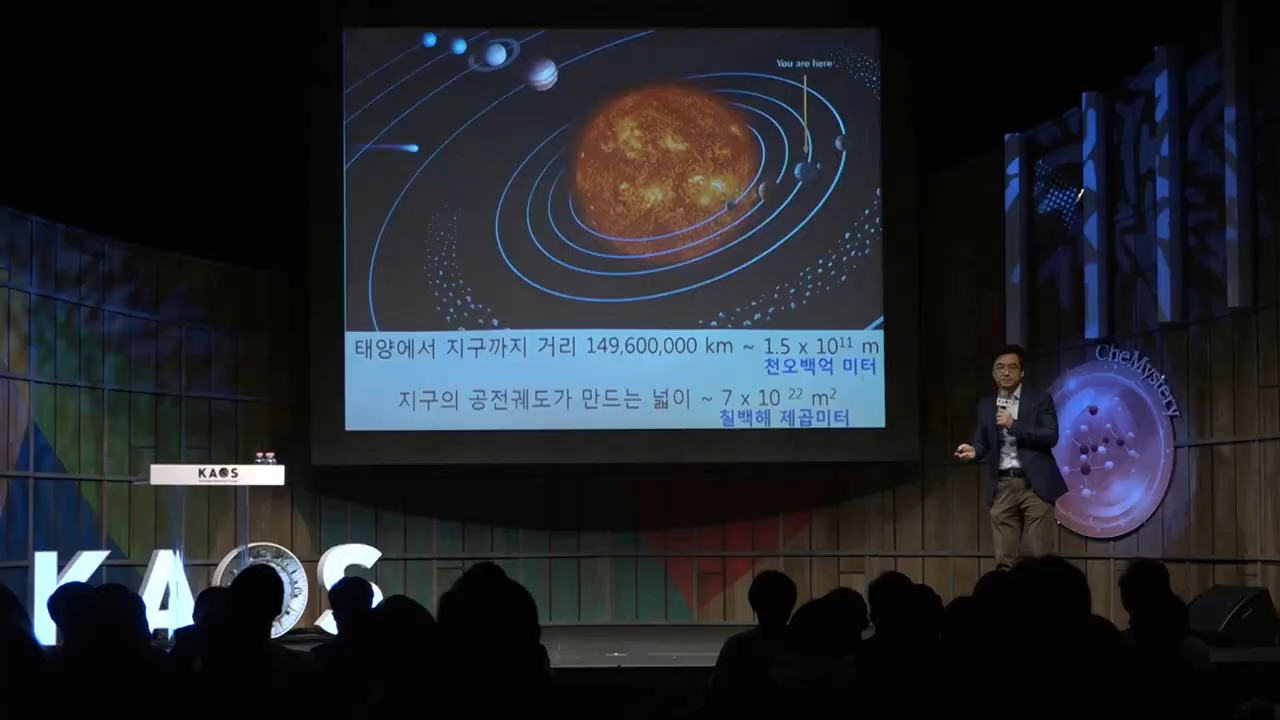 You are here
태양에서 지구까지 거리 149,600,000 km ~ 1.5 x 10¹¹ m
천오백억 미터
지구의 공전궤도가 만드는 넓이 ~ 7 x 10 ²² m²
칠백해 제곱미터
CheMystery
KAOS
KAOS